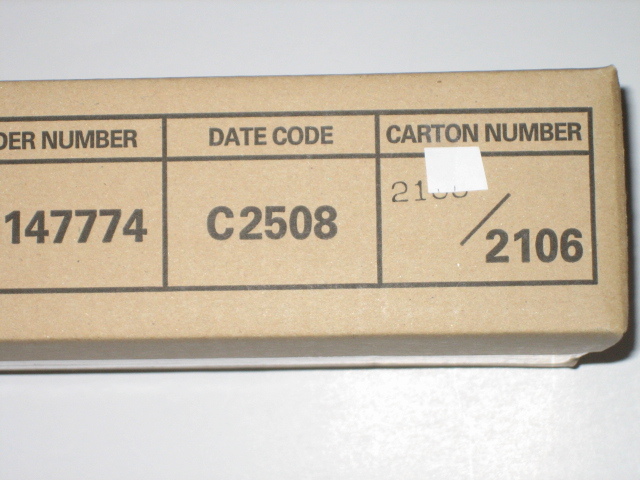 DER NUMBER
DATE CODE
CARTON NUMBER
147774
C2508
/
2106